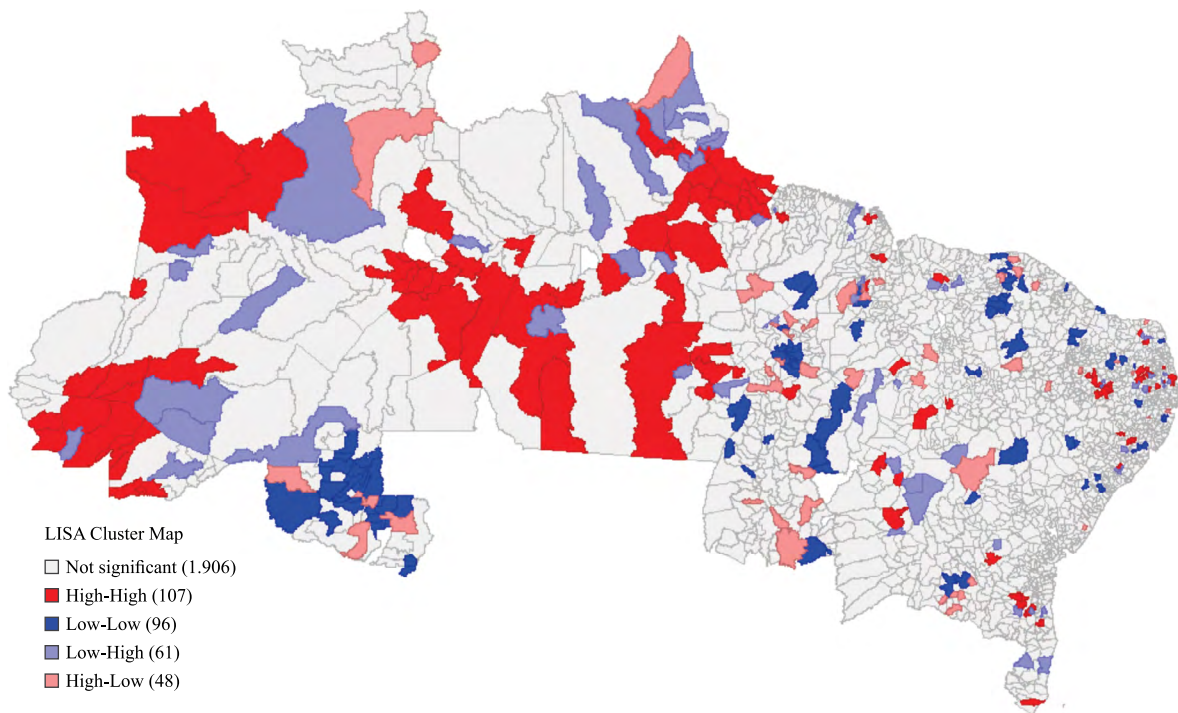 LISA Cluster Map
Not significant (1.906)
High-High (107)
Low-Low (96)
Low-High (61)
High-Low (48)